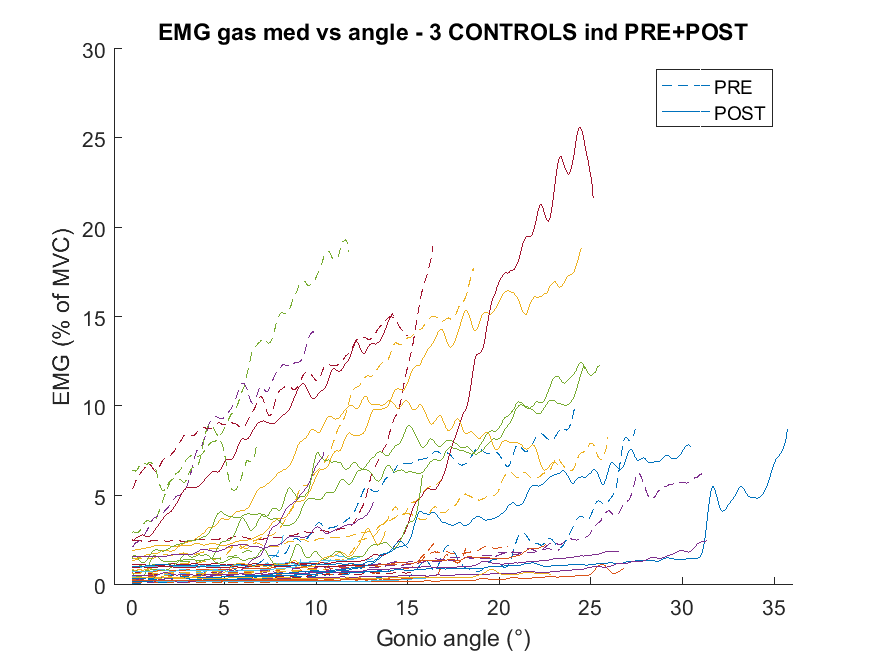 EMG gas med vs angle - 3 CONTROLS ind PRE+POST
30
25
20
15
10
5
0
EMG (% of MVC)
PRE
POST
0 5 10 15 20 25 30 35
Gonio angle (°)